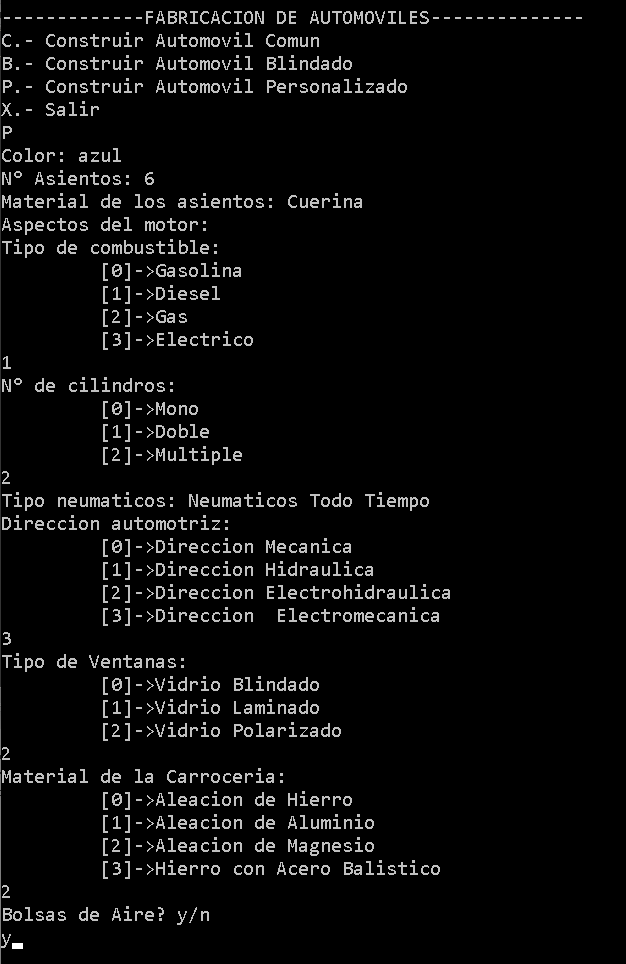 -------------FABRICACION DE AUTOMOVILES--------------
C.- Construir Automovil Comun
B.- Construir Automovil Blindado
P.- Construir Automovil Personalizado
X.- Salir
P
Color: azul
N° Asientos: 6
Material de los asientos: Cuerina
Aspectos del motor:
Tipo de combustible:
[0]->Gasolina
[1]->Diesel
[2]->Gas
[3]->Electrico
1
N° de cilindros:
[0]->Mono
[1]->Doble
[2]->Multiple
2
Tipo neumaticos: Neumaticos Todo Tiempo
Direccion automotriz:
[0]->Direccion Mecanica
[1]->Direccion Hidraulica
[2]->Direccion Electrohidraulica
[3]->Direccion  Electromecanica
3
Tipo de Ventanas:
[0]->Vidrio Blindado
[1]->Vidrio Laminado
[2]->Vidrio Polarizado
2
Material de la Carroceria:
[0]->Aleacion de Hierro
[1]->Aleacion de Aluminio
[2]->Aleacion de Magnesio
[3]->Hierro con Acero Balistico
2
Bolsas de Aire? y/n
y